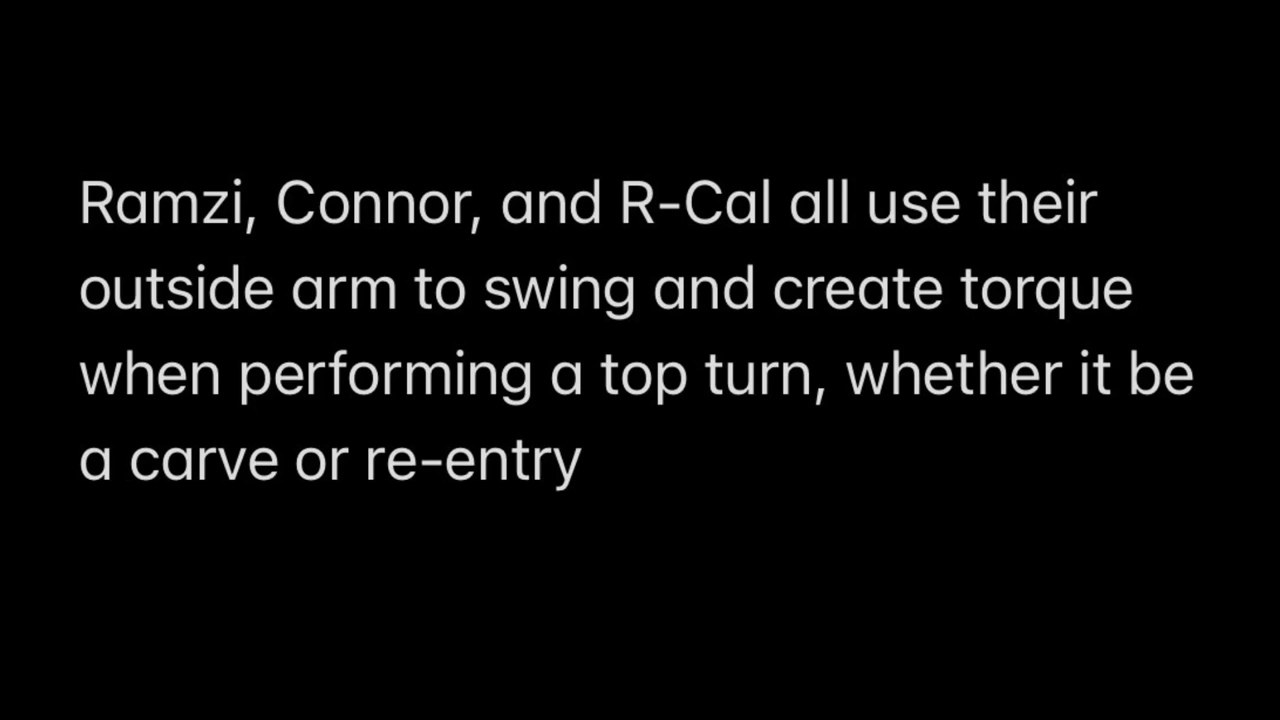 Ramzi, Connor, and R-Cal all use their
outside arm to swing and create torque
when performing a top turn, whether it be
a carve or re-entry